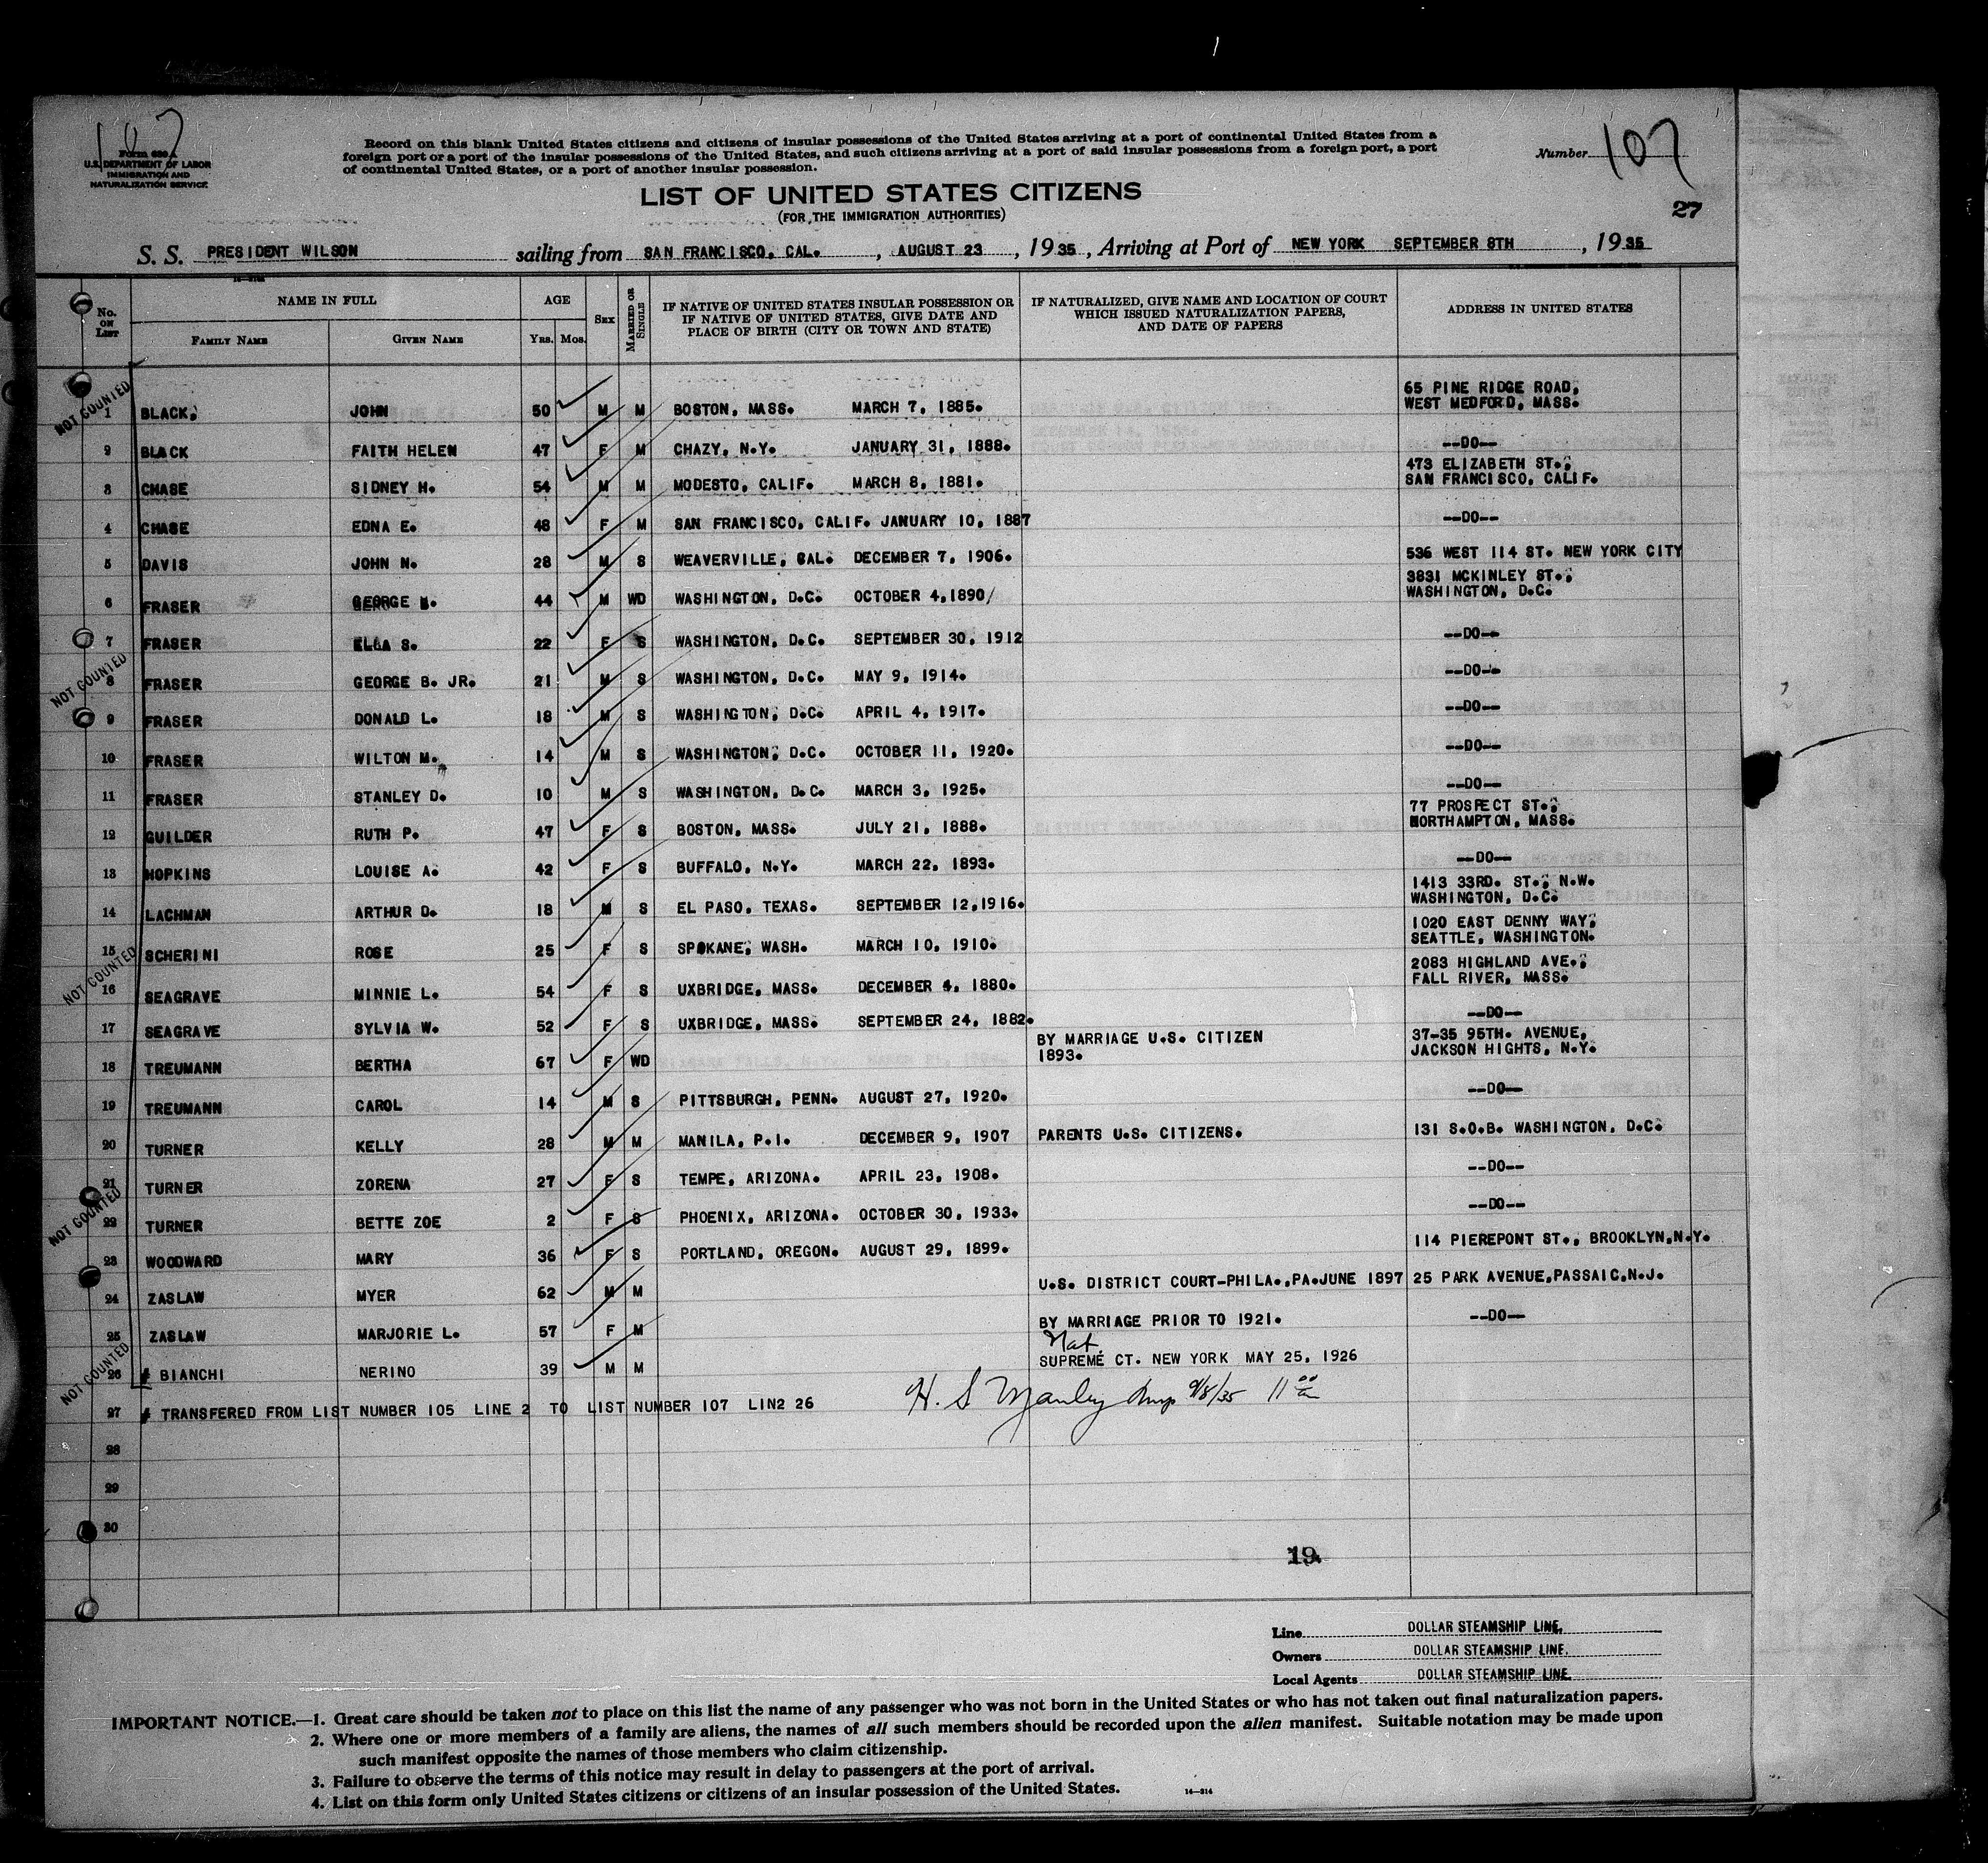 107
Form 630
U.S. DEPARTMENT OF LABOR
IMMIGRATION AND
NATURALIZATION SERVICE
Record on this blank United States citizens and citizens of insular possessions of the United States arriving at a port of continental United States from a
foreign port or a port of the insular possessions of the United States, and such citizens arriving at a port of said insular possessions from a foreign port, a port
of continental United States, or a port of another insular possession.
Number 107
LIST OF UNITED STATES CITIZENS
(FOR THE IMMIGRATION AUTHORITIES)
27
S. S. PRESIDENT WILSON sailing from SAN FRANCISCO, CAL. , AUGUST 23 , 1935 , Arriving at Port of NEW YORK SEPTEMBER 8TH , 1935
No. ON LIST NAME IN FULL FAMILY NAME GIVEN NAME AGE YRS. MOS. SEX MARRIED OR SINGLE IF NATIVE OF UNITED STATES INSULAR POSSESSION OR IF NATIVE OF UNITED STATES, GIVE DATE AND PLACE OF BIRTH (CITY OR TOWN AND STATE) IF NATURALIZED, GIVE NAME AND LOCATION OF COURT WHICH ISSUED NATURALIZATION PAPERS, AND DATE OF PAPERS ADDRESS IN UNITED STATES
NOT COUNTED
1 BLACK, JOHN 50 M M BOSTON, MASS. MARCH 7, 1885. 65 PINE RIDGE ROAD, WEST MEDFORD, MASS.
2 BLACK FAITH HELEN 47 F M CHAZY, N.Y. JANUARY 31, 1888. --DO--
3 CHASE SIDNEY H. 54 M M MODESTO, CALIF. MARCH 8, 1881. 473 ELIZABETH ST., SAN FRANCISCO, CALIF.
4 CHASE EDNA E. 48 F M SAN FRANCISCO, CALIF. JANUARY 10, 1887 --DO--
5 DAVIS JOHN N. 28 M S WEAVERVILLE, CAL. DECEMBER 7, 1906. 536 WEST 114 ST. NEW YORK CITY
6 FRASER GEORGE 44 M WD WASHINGTON, D.C. OCTOBER 4,1890/ 3831 MCKINLEY ST., WASHINGTON, D.C.
7 FRASER ELLA S. 22 F S WASHINGTON, D.C. SEPTEMBER 30, 1912 --DO--
NOT COUNTED
8 FRASER GEORGE B. JR. 21 M S WASHINGTON, D.C. MAY 9, 1914. --DO--
9 FRASER DONALD L. 18 M S WASHINGTON, D.C. APRIL 4, 1917. --DO--
10 FRASER WILTON M. 14 M S WASHINGTON, D.C. OCTOBER 11, 1920. --DO--
11 FRASER STANLEY D. 10 M S WASHINGTON, D.C. MARCH 3, 1925. --DO--
12 GUILDER RUTH P. 47 F S BOSTON, MASS. JULY 21, 1888. 77 PROSPECT ST., NORTHAMPTON, MASS.
13 HOPKINS LOUISE A. 42 F S BUFFALO, N.Y. MARCH 22, 1893. --DO--
14 LACHMAN ARTHUR D. 18 M S EL PASO, TEXAS. SEPTEMBER 12,1916. 1413 33RD. ST., N.W. WASHINGTON, D.C.
15 SCHERINI ROSE 25 F S SPOKANE, WASH. MARCH 10, 1910. 1020 EAST DENNY WAY, SEATTLE, WASHINGTON.
NOT COUNTED
16 SEAGRAVE MINNIE L. 54 F S UXBRIDGE, MASS. DECEMBER 4, 1880. 2083 HIGHLAND AVE., FALL RIVER, MASS.
17 SEAGRAVE SYLVIA W. 52 F S UXBRIDGE, MASS. SEPTEMBER 24, 1882. --DO--
18 TREUMANN BERTHA 67 F WD BY MARRIAGE U.S. CITIZEN 1893. 37-35 95TH. AVENUE, JACKSON HIGHTS, N.Y.
19 TREUMANN CAROL 14 M S PITTSBURGH, PENN. AUGUST 27, 1920. --DO--
20 TURNER KELLY 28 M M MANILA, P.I. DECEMBER 9, 1907 PARENTS U.S. CITIZENS. 131 S.O.B. WASHINGTON, D.C.
21 TURNER ZORENA 27 F S TEMPE, ARIZONA. APRIL 23, 1908. --DO--
NOT COUNTED
22 TURNER BETTE ZOE 2 F S PHOENIX, ARIZONA. OCTOBER 30, 1933. --DO--
23 WOODWARD MARY 36 F S PORTLAND, OREGON. AUGUST 29, 1899. 114 PIEREPONT ST., BROOKLYN,N.Y.
24 ZASLAW MYER 62 M M U.S. DISTRICT COURT-PHILA.,PA.JUNE 1897 25 PARK AVENUE,PASSAIC,N.J.
25 ZASLAW MARJORIE L. 57 F M BY MARRIAGE PRIOR TO 1921. --DO--
Nat.
NOT COUNTED
26 # BIANCHI NERINO 39 M M SUPREME CT. NEW YORK MAY 25, 1926
27 # TRANSFERED FROM LIST NUMBER 105 LINE 2 TO LIST NUMBER 107 LIN2 26 H. S Manley Insp 9/8/35 11 00 am
28
29
30
19
Line DOLLAR STEAMSHIP LINE.
Owners DOLLAR STEAMSHIP LINE.
Local Agents DOLLAR STEAMSHIP LINE.
IMPORTANT NOTICE.—1. Great care should be taken not to place on this list the name of any passenger who was not born in the United States or who has not taken out final naturalization papers.
2. Where one or more members of a family are aliens, the names of all such members should be recorded upon the alien manifest. Suitable notation may be made upon
such manifest opposite the names of those members who claim citizenship.
3. Failure to observe the terms of this notice may result in delay to passengers at the port of arrival.
4. List on this form only United States citizens or citizens of an insular possession of the United States.
14—814